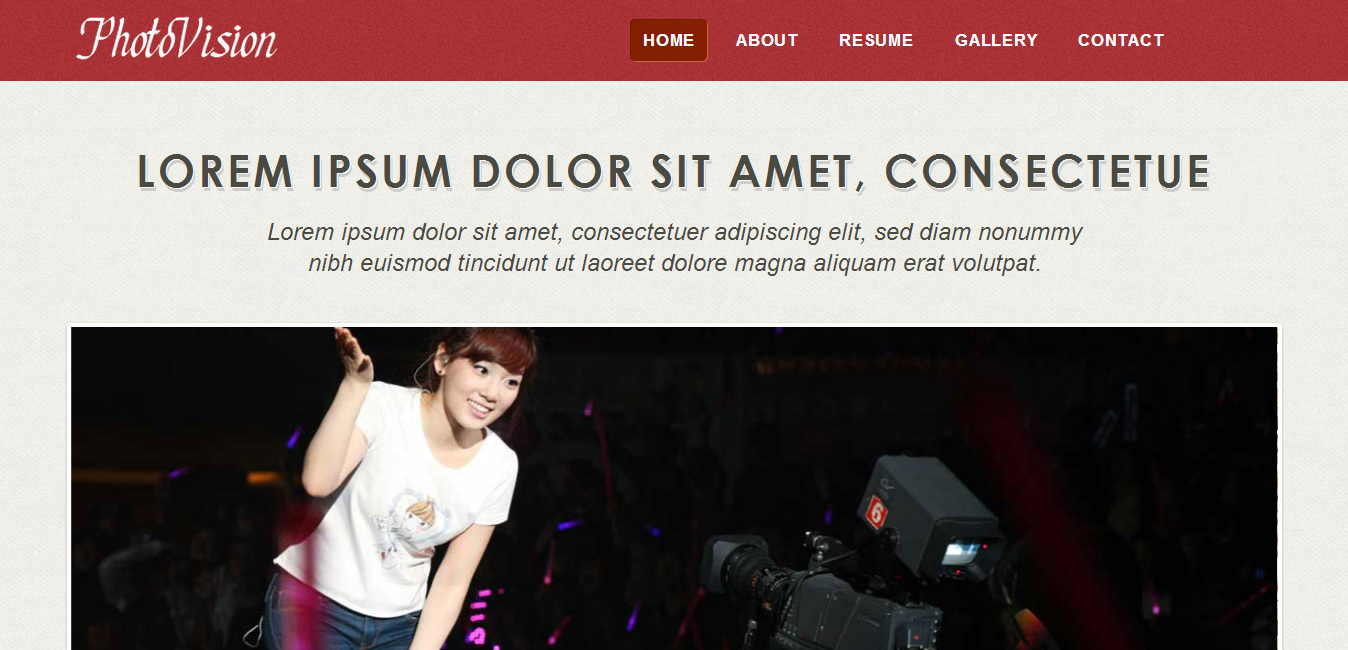 PhotoVision
HOME ABOUT RESUME GALLERY CONTACT
LOREM IPSUM DOLOR SIT AMET, CONSECTETUE
Lorem ipsum dolor sit amet, consectetuer adipiscing elit, sed diam nonummy
nibh euismod tincidunt ut laoreet dolore magna aliquam erat volutpat.
6